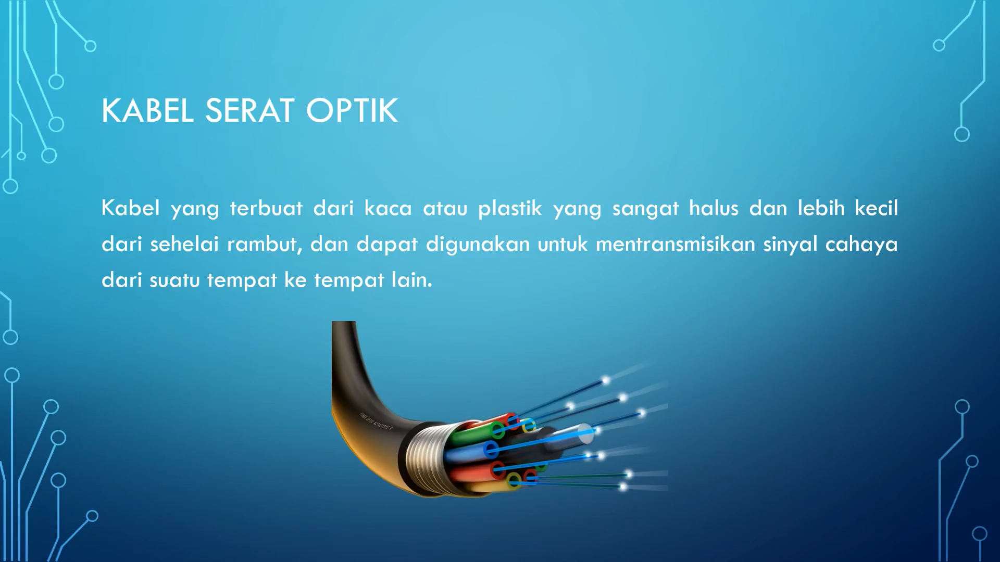 KABEL SERAT OPTIK
Kabel yang terbuat dari kaca atau plastik yang sangat halus dan lebih kecil
dari sehelai rambut, dan dapat digunakan untuk mentransmisikan sinyal cahaya
dari suatu tempat ke tempat lain.